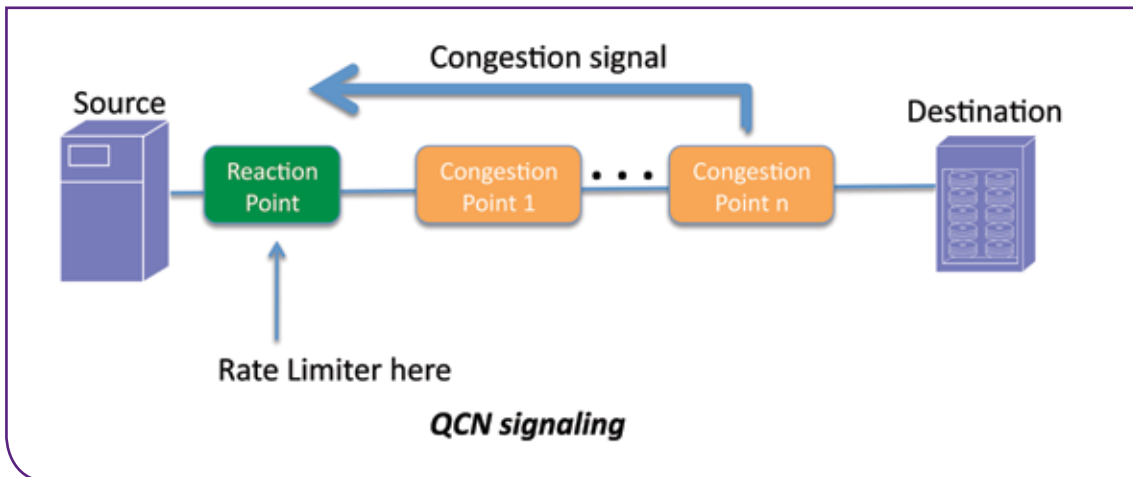 Congestion signal
Source
Destination
Reaction
Point
Congestion
Point 1
• • •
Congestion
Point n
Rate Limiter here
QCN signaling